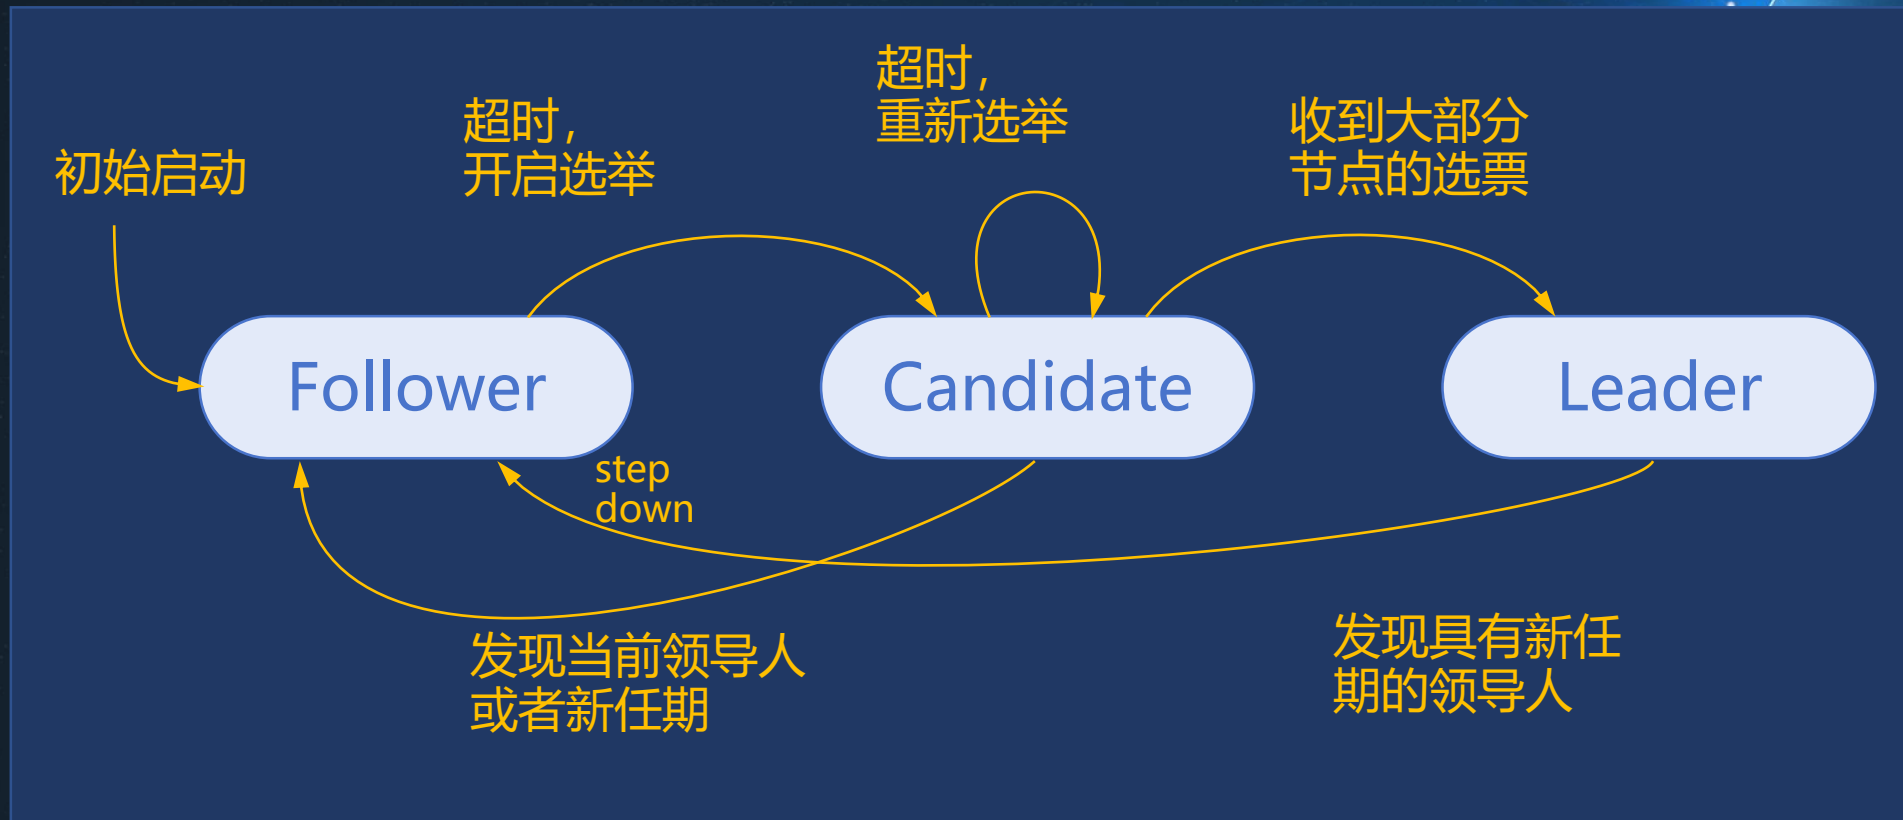 初始启动
超时，
开启选举
超时，
重新选举
收到大部分
节点的选票
Follower
Candidate
Leader
step
down
发现当前领导人
或者新任期
发现具有新任
期的领导人